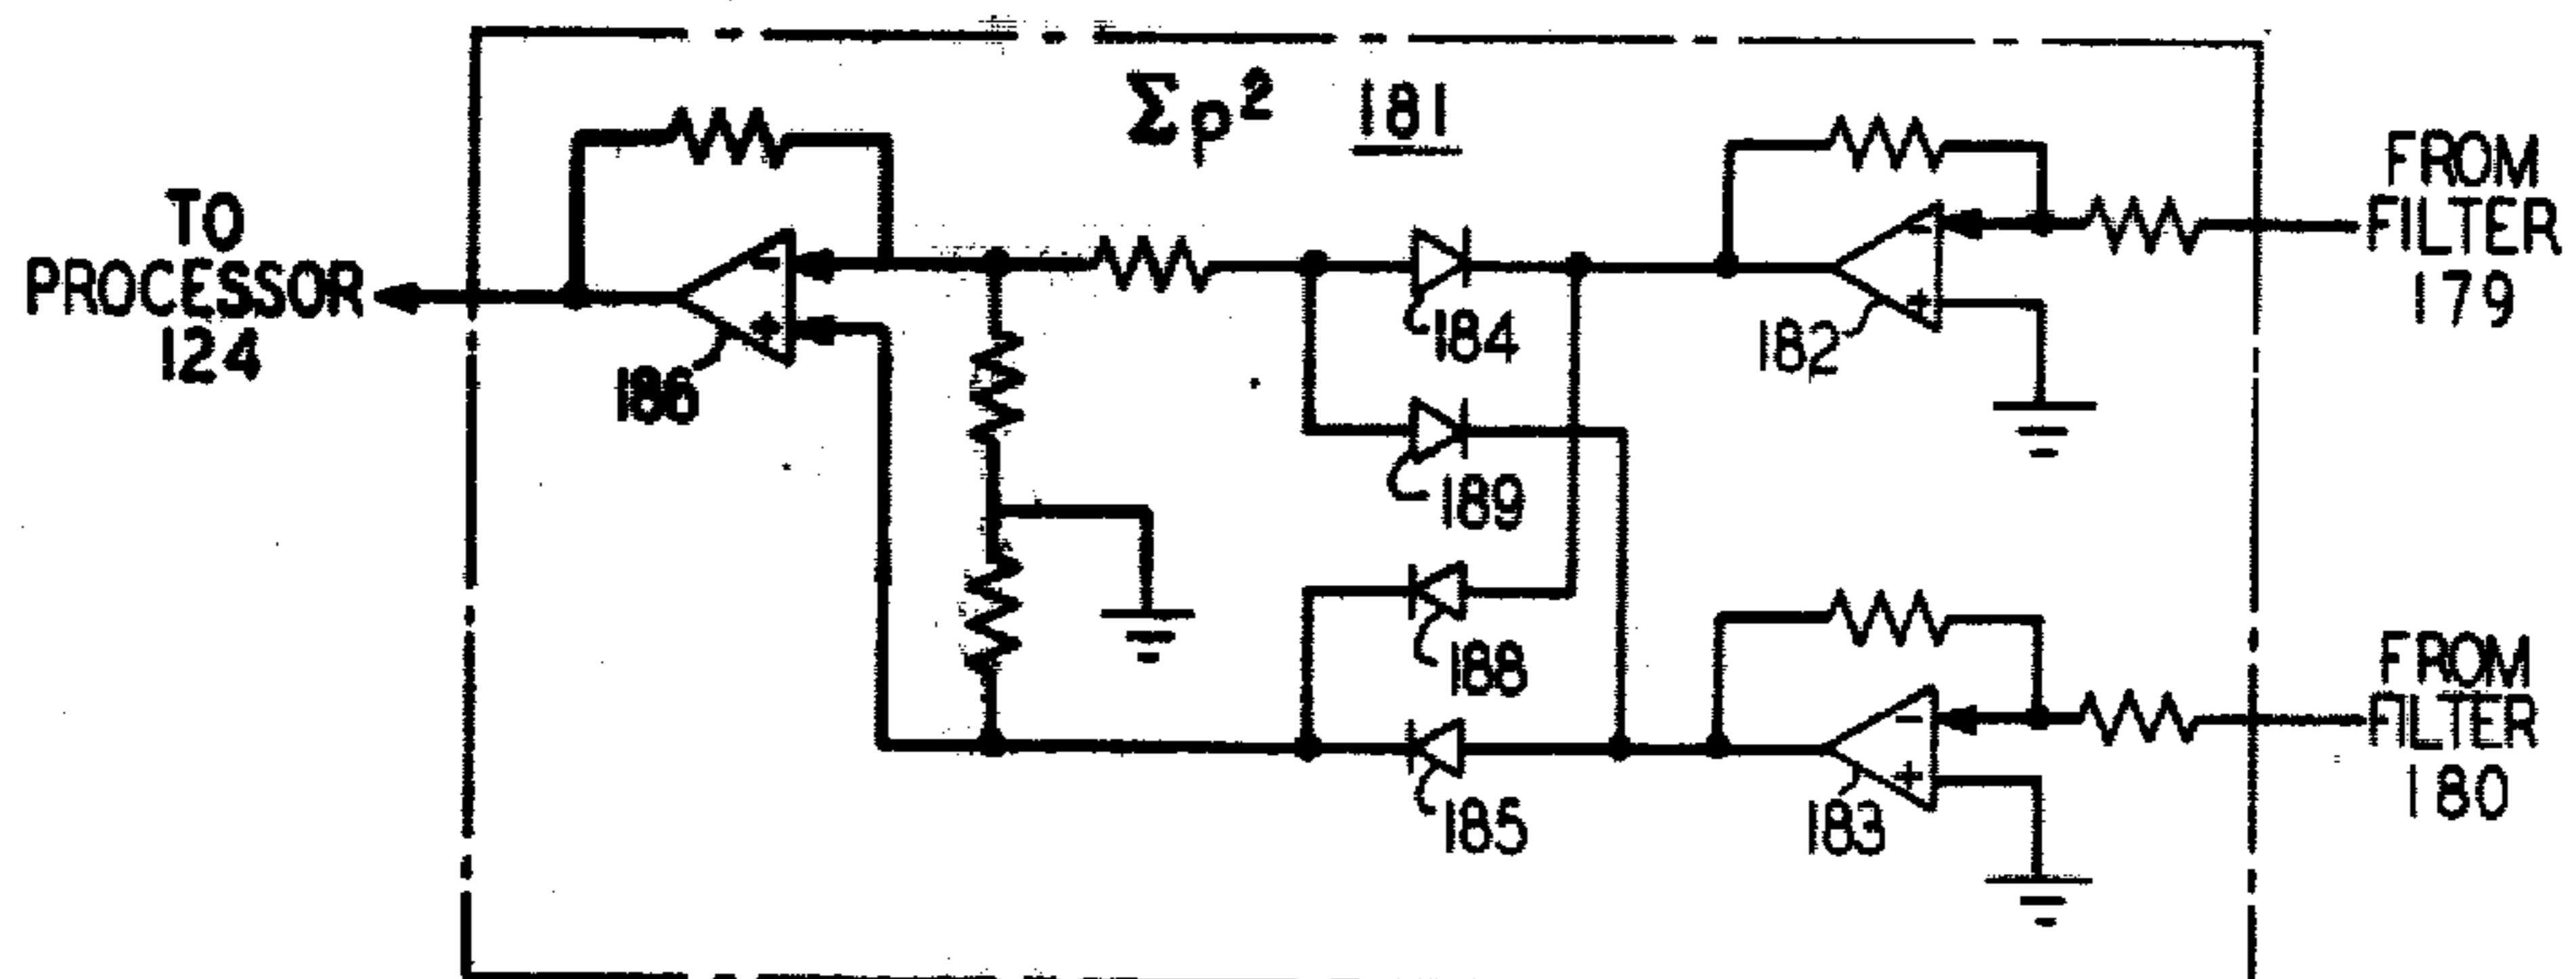 Σp² 181
TO
PROCESSOR
124
FROM
FILTER
179
-
+
186
184
-
+
182
189
188
185
-
+
183
FROM
FILTER
180